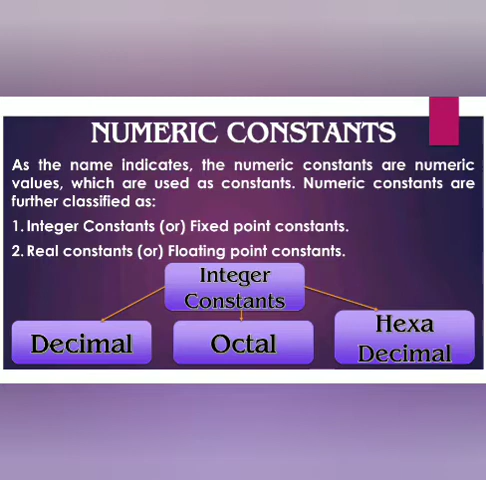 NUMERIC CONSTANTS
As the name indicates, the numeric constants are numeric
values, which are used as constants. Numeric constants are
further classified as:
1. Integer Constants (or) Fixed point constants.
2. Real constants (or) Floating point constants.
Integer
Constants
Decimal
Octal
Hexa
Decimal